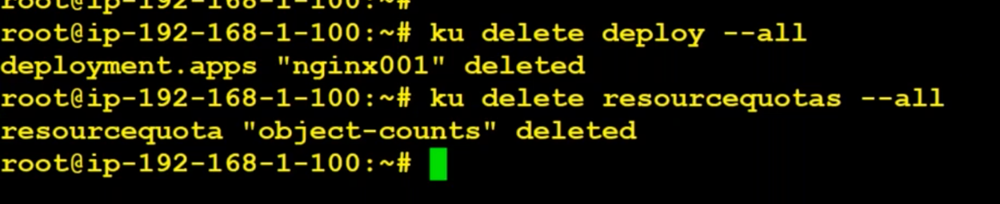 root@ip-192-168-1-100:~#
root@ip-192-168-1-100:~# ku delete deploy --all
deployment.apps "nginx001" deleted
root@ip-192-168-1-100:~# ku delete resourcequotas --all
resourcequota "object-counts" deleted
root@ip-192-168-1-100:~#